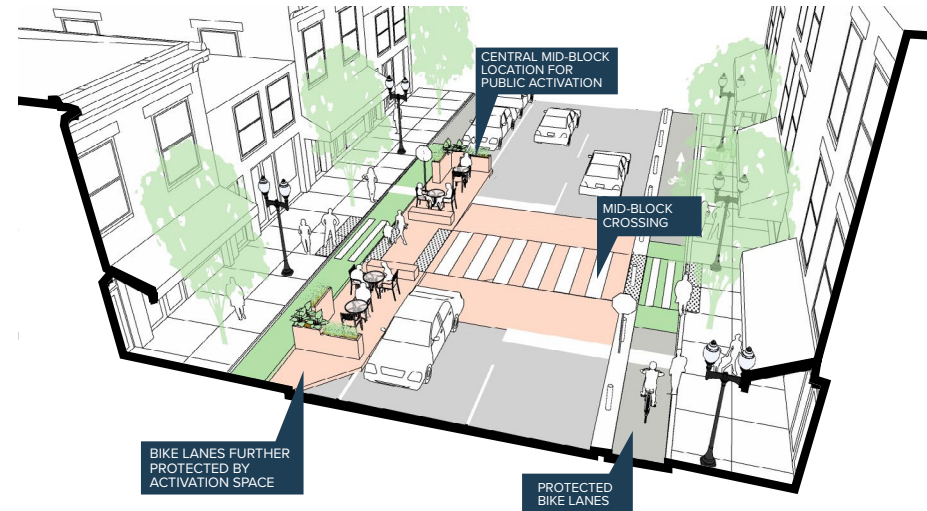 CENTRAL MID-BLOCK
LOCATION FOR
PUBLIC ACTIVATION
MID-BLOCK
CROSSING
BIKE LANES FURTHER
PROTECTED BY
ACTIVATION SPACE
PROTECTED
BIKE LANES